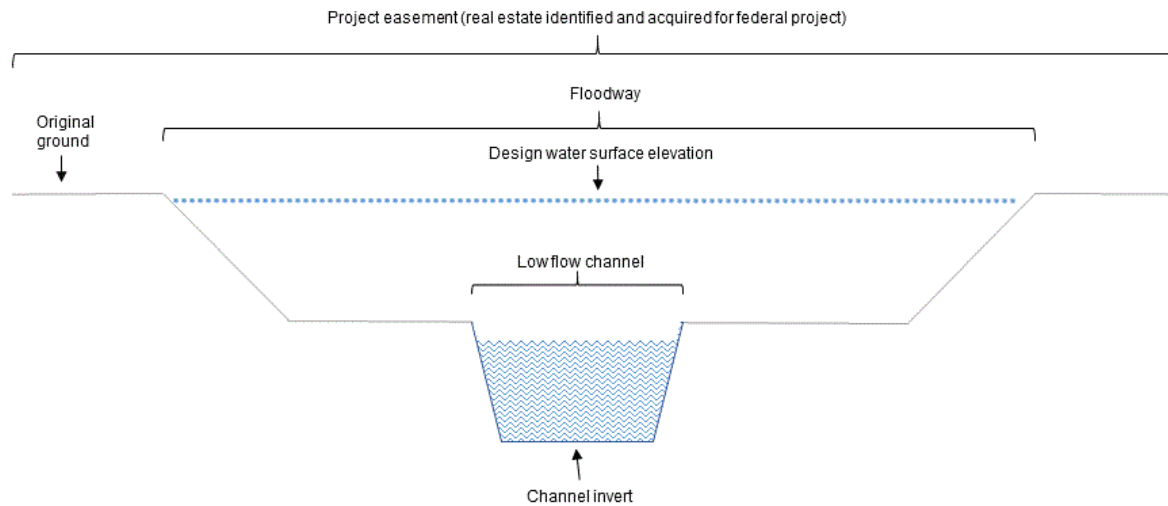 Project easement (real estate identified and acquired for federal project)
Floodway
Original
ground
Design water surface elevation
Low flow channel
Channel invert